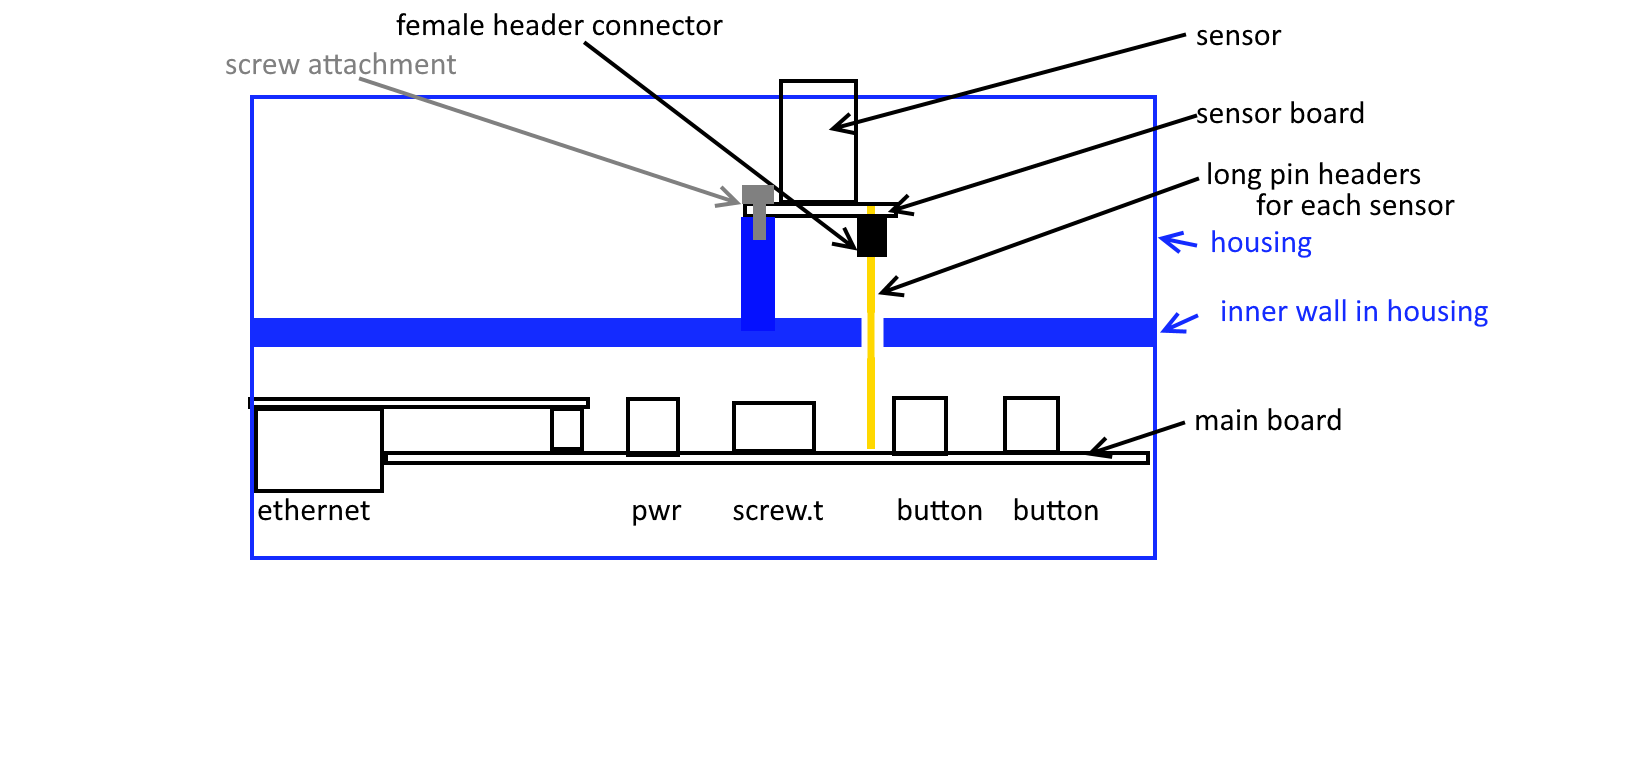 female header connector
sensor
screw attachment
sensor board
long pin headers
for each sensor
housing
inner wall in housing
main board
ethernet
pwr
screw.t
button
button